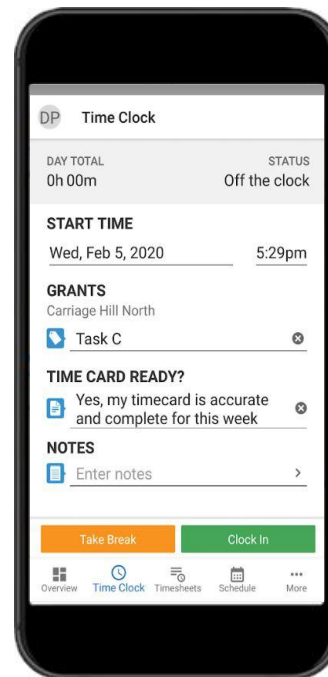 DP Time Clock
DAY TOTAL STATUS
0h 00m Off the clock
START TIME
Wed, Feb 5, 2020 5:29pm
GRANTS
Carriage Hill North
Task C
TIME CARD READY?
Yes, my timecard is accurate
and complete for this week
NOTES
Enter notes
Take Break Clock In
Overview Time Clock Timesheets Schedule More